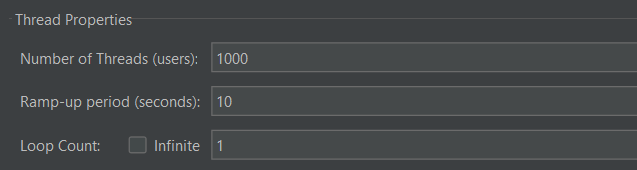 Thread Properties
Number of Threads (users): 1000
Ramp-up period (seconds): 10
Loop Count: Infinite 1